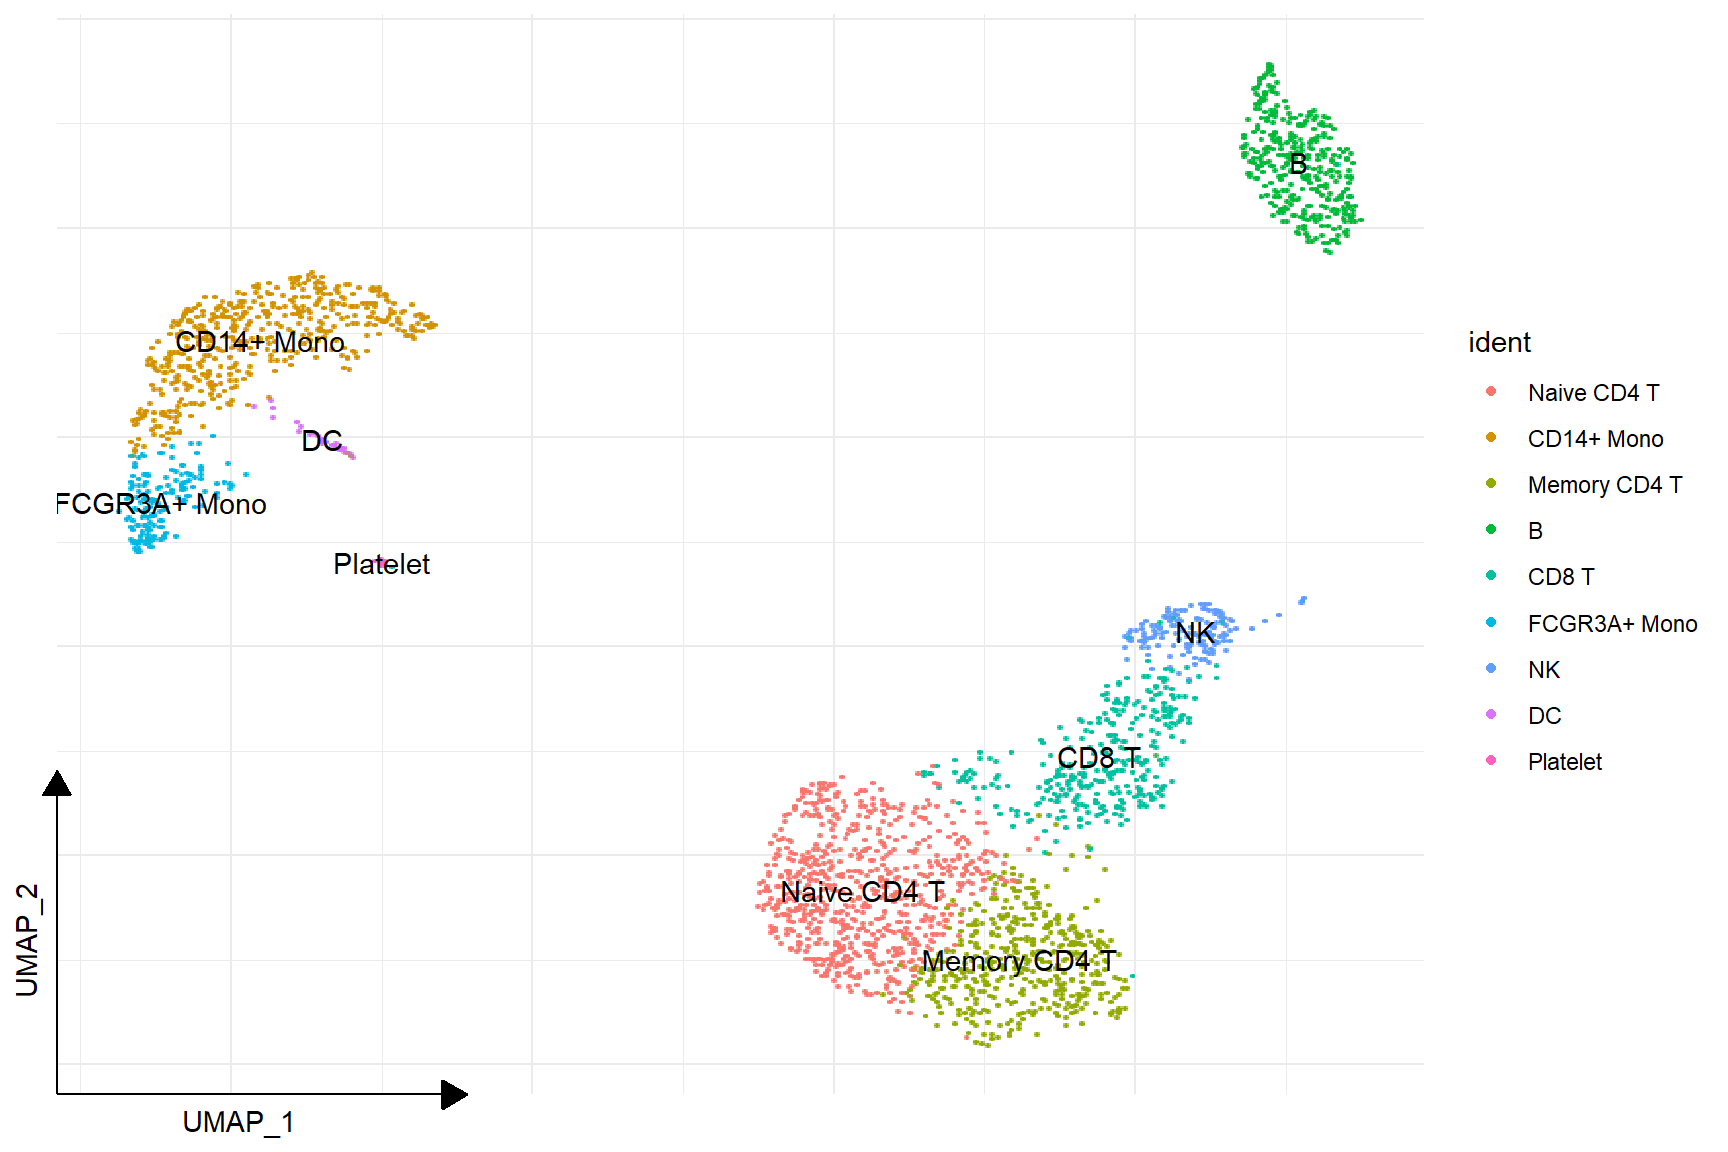 B
CD14+ Mono
DC
FCGR3A+ Mono
Platelet
NK
CD8 T
Naive CD4 T
Memory CD4 T
UMAP_2
UMAP_1
ident
Naive CD4 T
CD14+ Mono
Memory CD4 T
B
CD8 T
FCGR3A+ Mono
NK
DC
Platelet